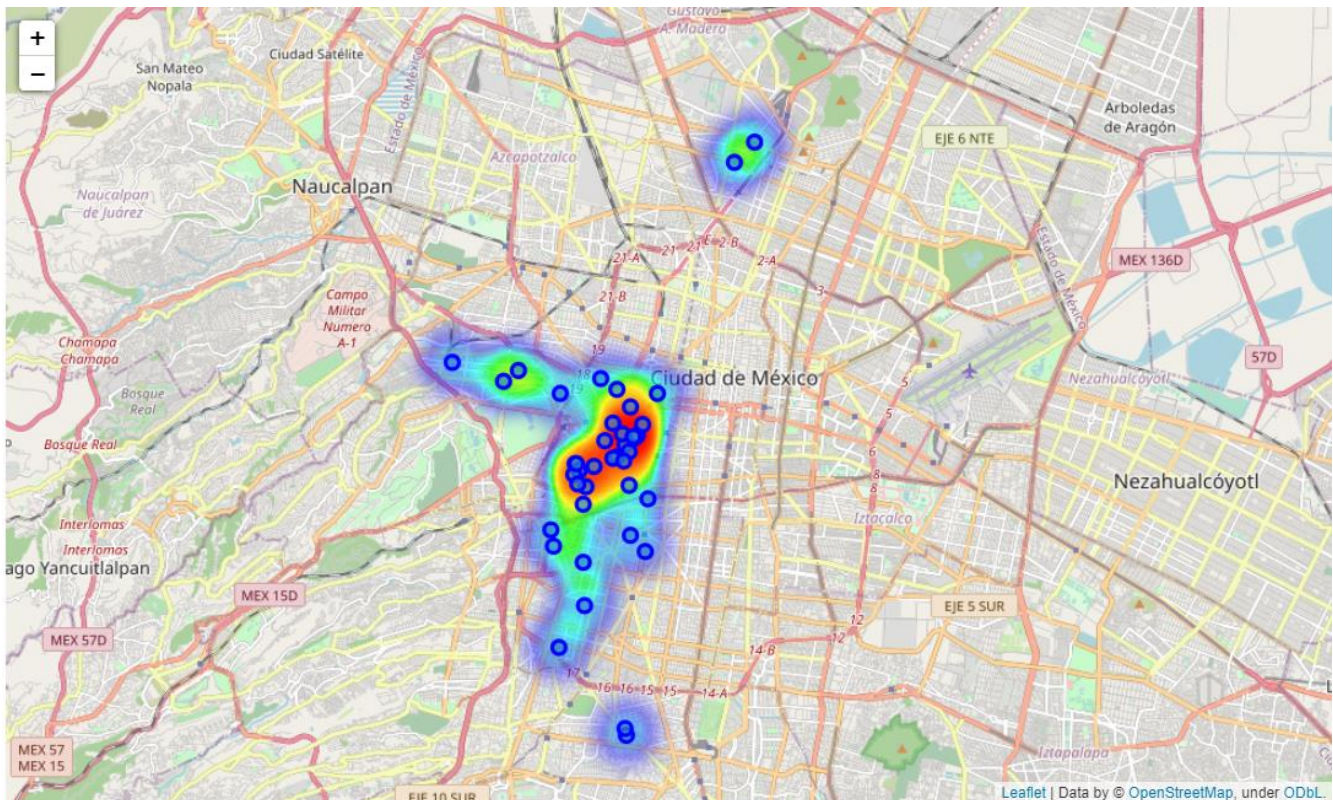 +
−
Gustavo
A. Madero
Ciudad Satélite
San Mateo
Nopala
Estado de México
Arboledas
de Aragón
EJE 6 NTE
Azcapotzalco
Naucalpan
Naucalpan
de Juárez
Estado de México
MEX 136D
21-A
21
2-B
2-A
21-B
3
Campo
Militar
Numero
A-1
Chamapa
Chamapa
19
18
19
Ciudad de México
57D
Nezahualcóyotl
5
5
Bosque
Real
Bosque Real
6
8
8
Nezahualcóyotl
Iztacalco
Interlomas
Interlomas
ago Yancuitlalpan
MEX 15D
EJE 5 SUR
MEX 57D
12
12
14-B
17
16 16 15 15
14-A
MEX 57
MEX 15
Iztapalapa
EJE 10 SUR
Leaflet | Data by © OpenStreetMap, under ODbL.